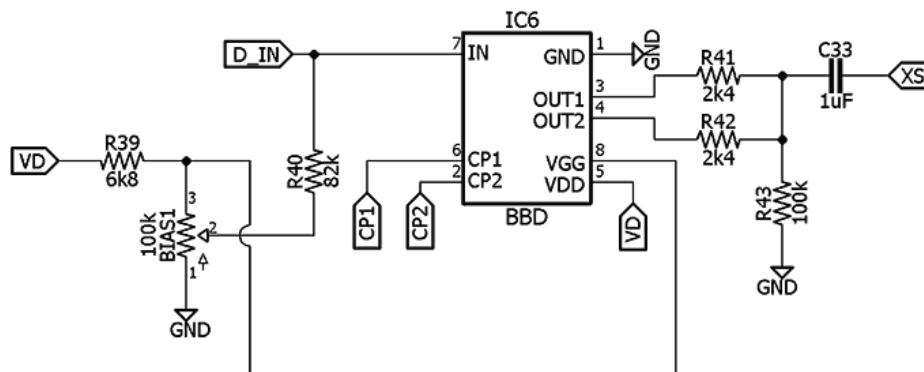 IC6
D_IN
7
IN
GND
1
GND
R41
2k4
C33
1uF
XS
OUT1
3
OUT2
4
R42
2k4
VD
R39
6k8
R40
82k
6
CP1
2
CP2
VGG
8
VDD
5
BBD
CP1
CP2
VD
R43
100k
GND
3
100k
BIAS1
2
1
GND